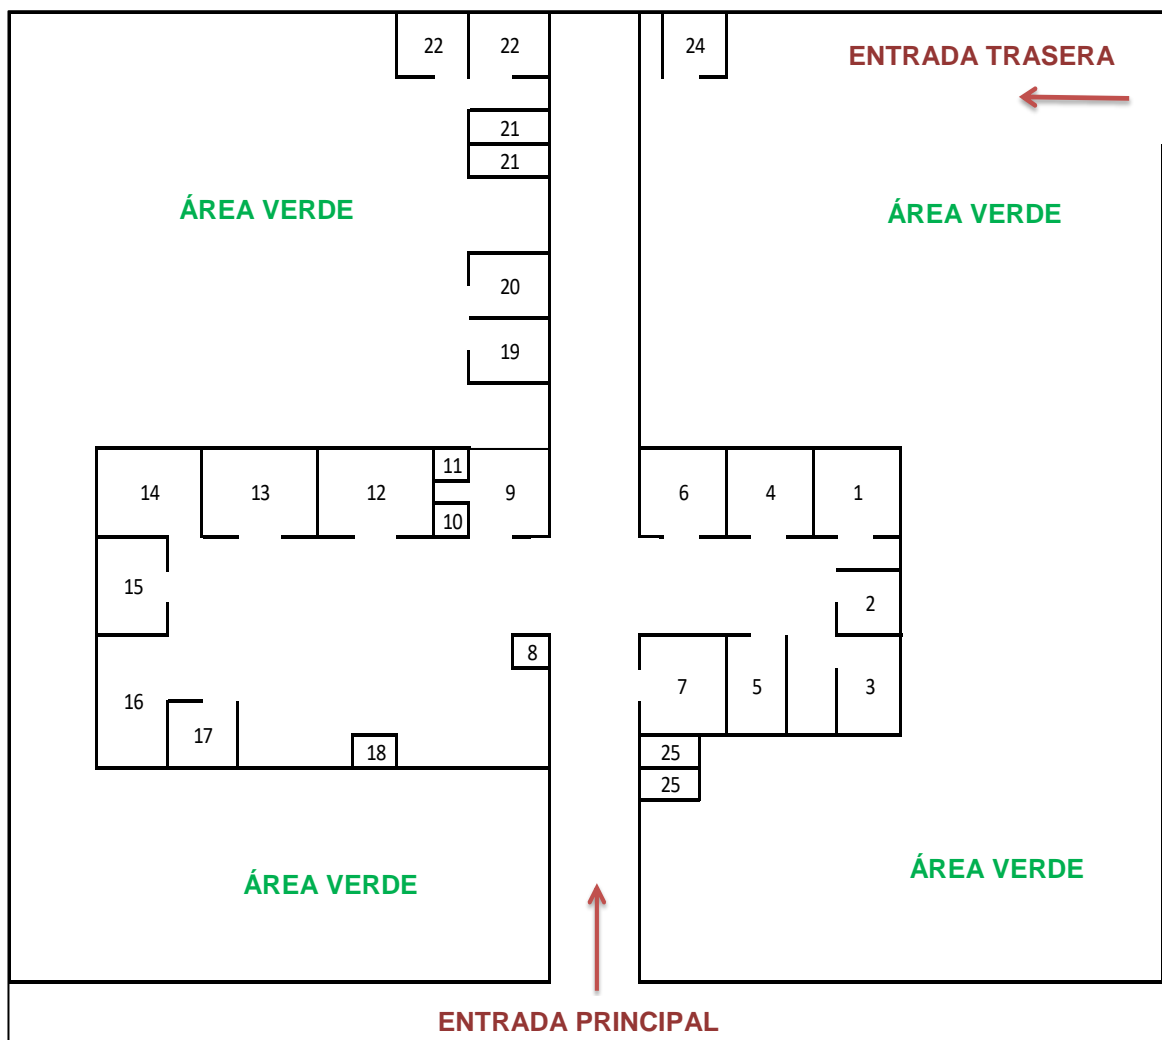 22 22 24
ENTRADA TRASERA
21
21
ÁREA VERDE ÁREA VERDE
20
19
11
14 13 12 9 6 4 1
10
15 2
8
16 7 5 3
17
18 25
25
ÁREA VERDE ÁREA VERDE
ENTRADA PRINCIPAL